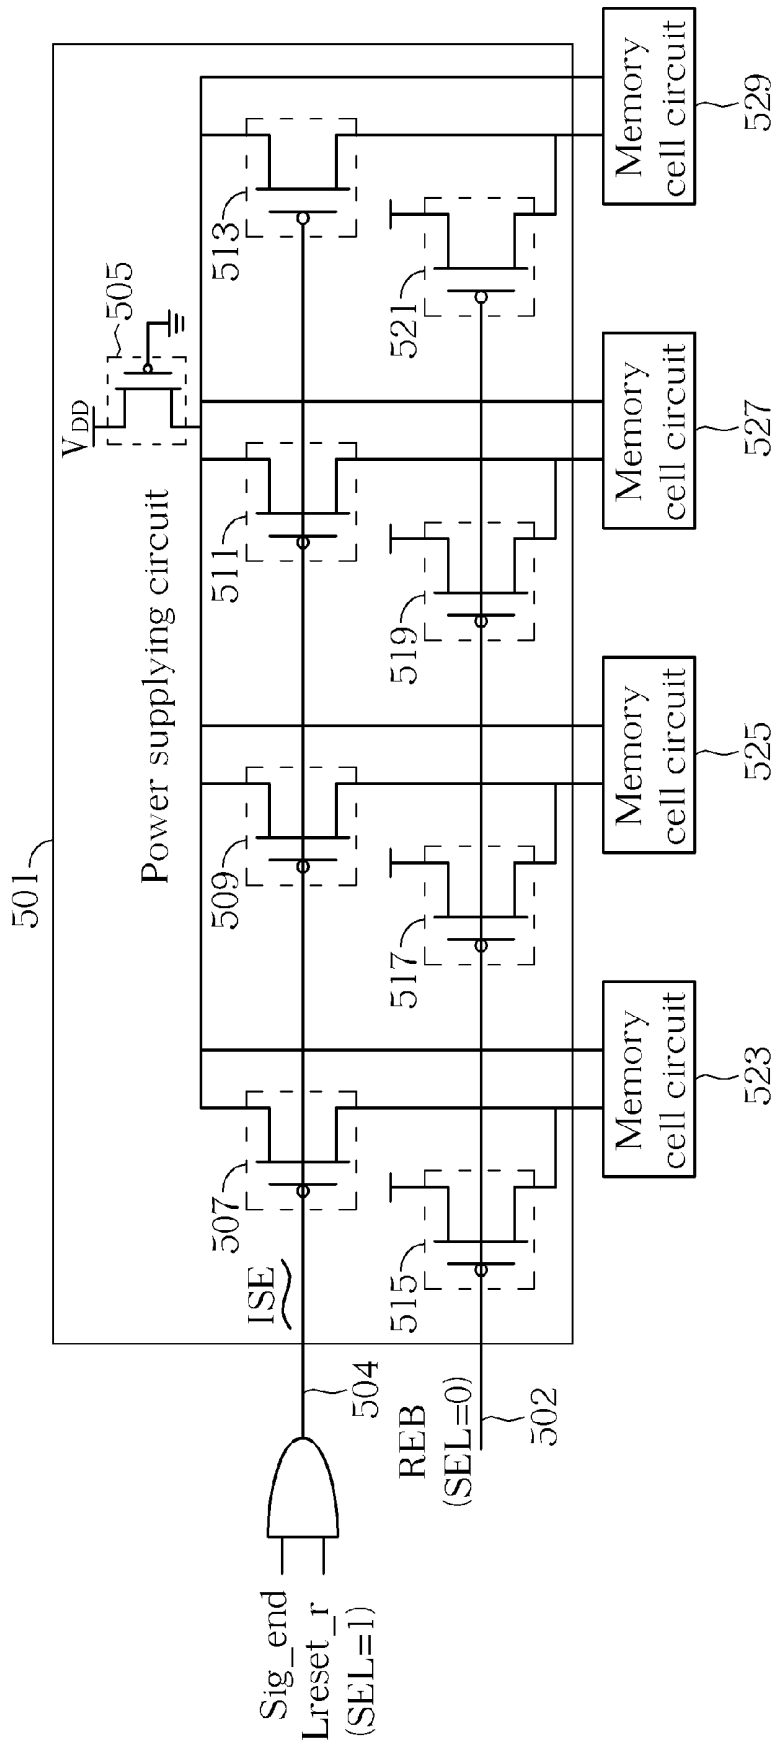 501
Power supplying circuit
VDD
505
507
509
511
513
ISE
Sig_end
Lreset_r
(SEL=1)
504
515
517
519
521
REB
(SEL=0)
502
Memory
cell circuit
523
Memory
cell circuit
525
Memory
cell circuit
527
Memory
cell circuit
529